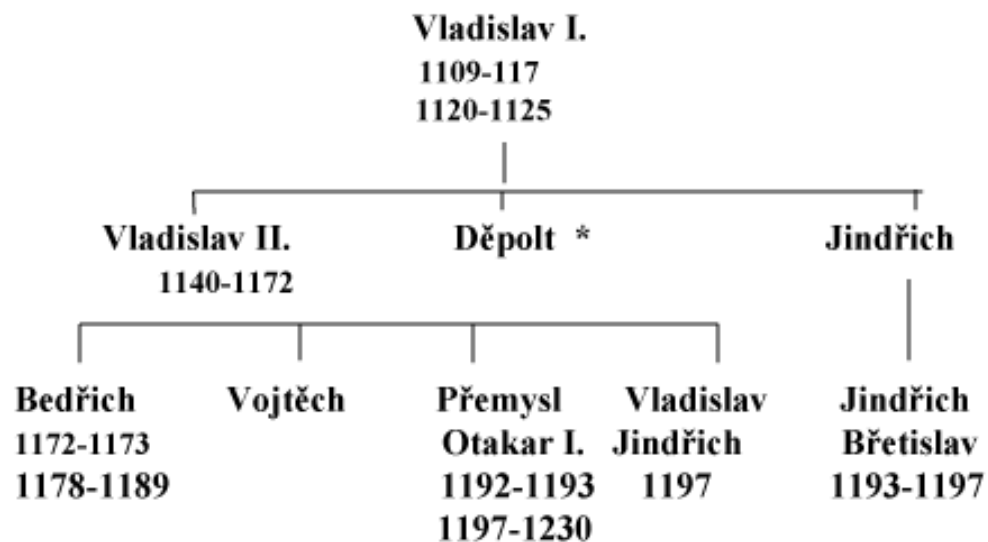 Vladislav I.
1109-117
1120-1125
Vladislav II. Děpolt * Jindřich
1140-1172
Bedřich Vojtěch Přemysl Vladislav Jindřich
1172-1173 Otakar I. Jindřich Břetislav
1178-1189 1192-1193 1197 1193-1197
1197-1230